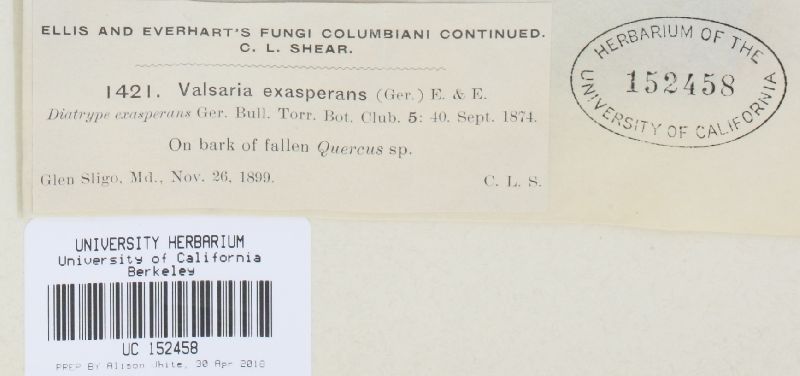 ELLIS AND EVERHART'S FUNGI COLUMBIANI CONTINUED.
C. L. SHEAR.
1421. Valsaria exasperans (Ger.) E. & E.
Diatrype exasperans Ger. Bull. Torr. Bot. Club. 5: 40. Sept. 1874.
On bark of fallen Quercus sp.
Glen Sligo, Md., Nov. 26, 1899. C. L. S.
HERBARIUM OF THE
152458
UNIVERSITY OF CALIFORNIA
UNIVERSITY HERBARIUM
University of California
Berkeley
UC 152458
PREP BY Alison White, 30 Apr 2018